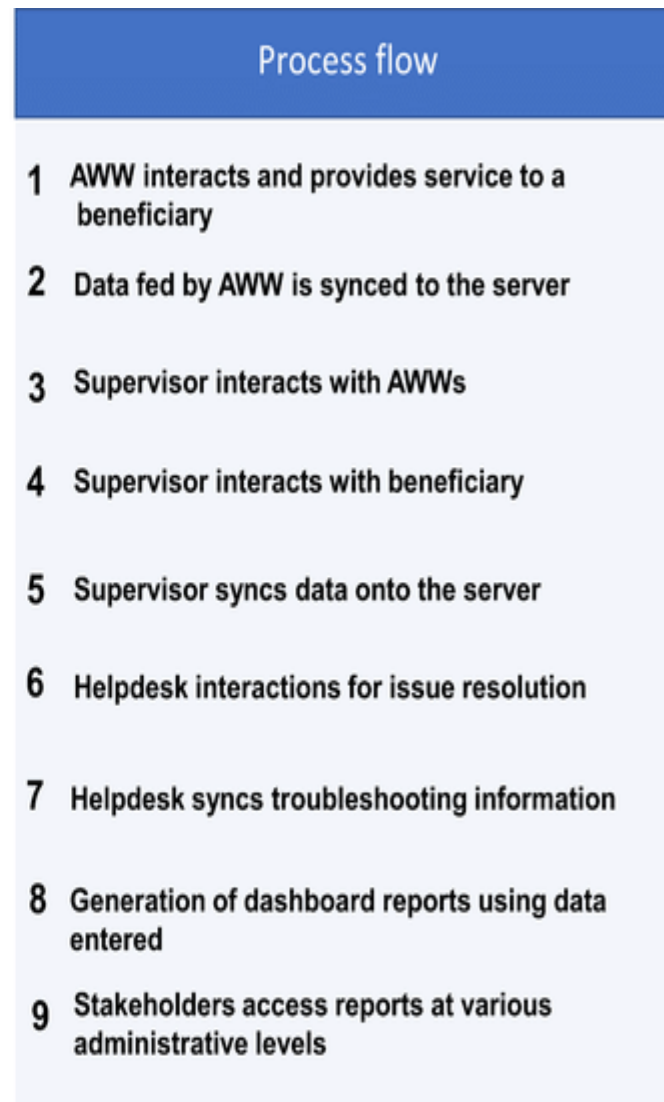 Process flow
1 AWW interacts and provides service to a
beneficiary
2 Data fed by AWW is synced to the server
3 Supervisor interacts with AWWs
4 Supervisor interacts with beneficiary
5 Supervisor syncs data onto the server
6 Helpdesk interactions for issue resolution
7 Helpdesk syncs troubleshooting information
8 Generation of dashboard reports using data
entered
9 Stakeholders access reports at various
administrative levels